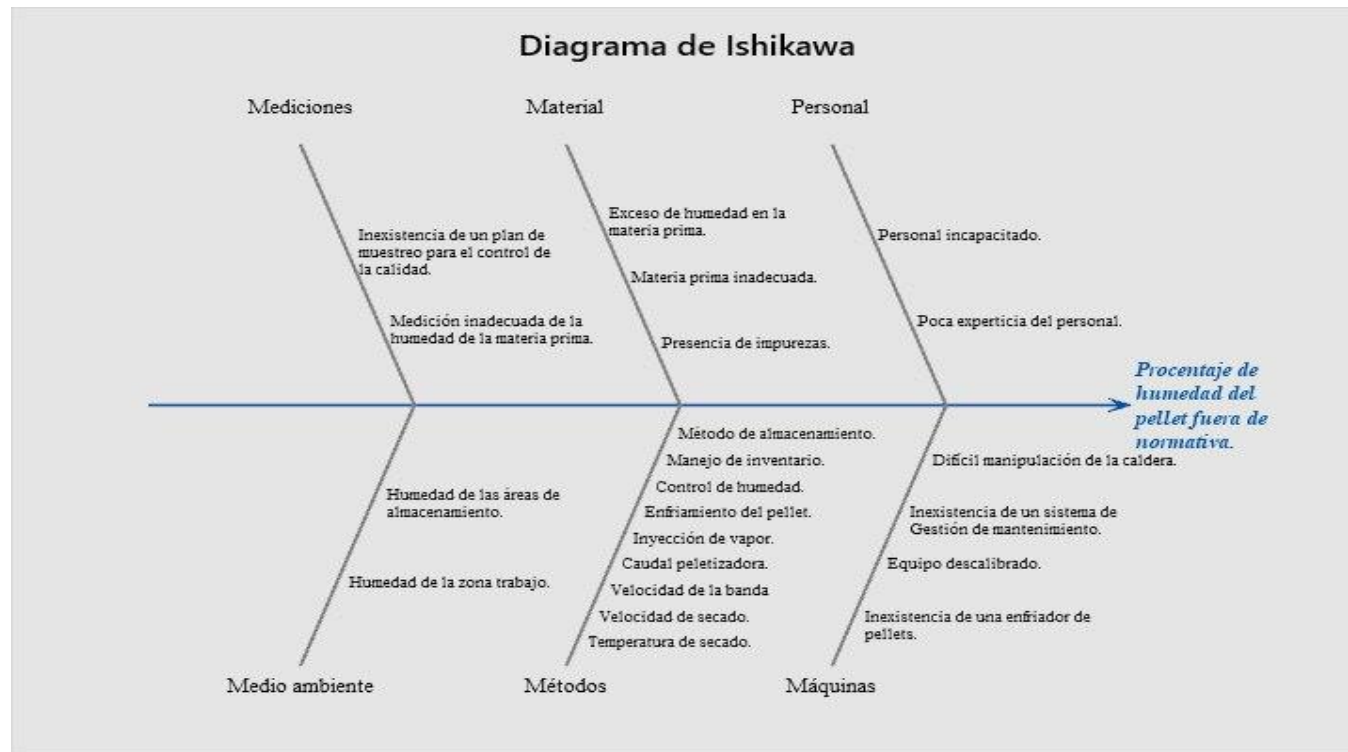 Diagrama de Ishikawa
Mediciones
Material
Personal
Inexistencia de un plan de
muestreo para el control de
la calidad.
Medición inadecuada de la
humedad de la materia prima.
Exceso de humedad en la
materia prima.
Materia prima inadecuada.
Presencia de impurezas.
Personal incapacitado.
Poca experticia del personal.
Procentaje de
humedad del
pellet fuera de
normativa.
Humedad de las áreas de
almacenamiento.
Humedad de la zona trabajo.
Método de almacenamiento.
Manejo de inventario.
Control de humedad.
Enfriamiento del pellet.
Inyección de vapor.
Caudal peletizadora.
Velocidad de la banda
Velocidad de secado.
Temperatura de secado.
Difícil manipulación de la caldera.
Inexistencia de un sistema de
Gestión de mantenimiento.
Equipo descalibrado.
Inexistencia de una enfriador de
pellets.
Medio ambiente
Métodos
Máquinas